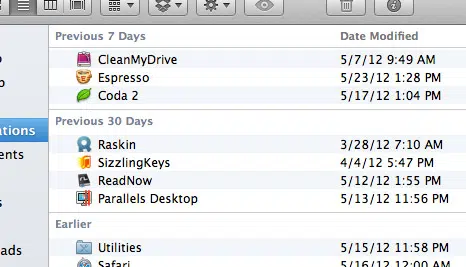 Previous 7 Days Date Modified
CleanMyDrive 5/7/12 9:49 AM
Espresso 5/23/12 1:28 PM
Coda 2 5/17/12 1:04 PM
ations Previous 30 Days
Raskin 3/28/12 7:10 AM
ents SizzlingKeys 4/4/12 5:47 PM
ReadNow 5/12/12 1:55 PM
Parallels Desktop 5/13/12 11:56 PM
Earlier
ads Utilities 5/15/12 11:58 PM
Safari 5/16/12 12:00 AM